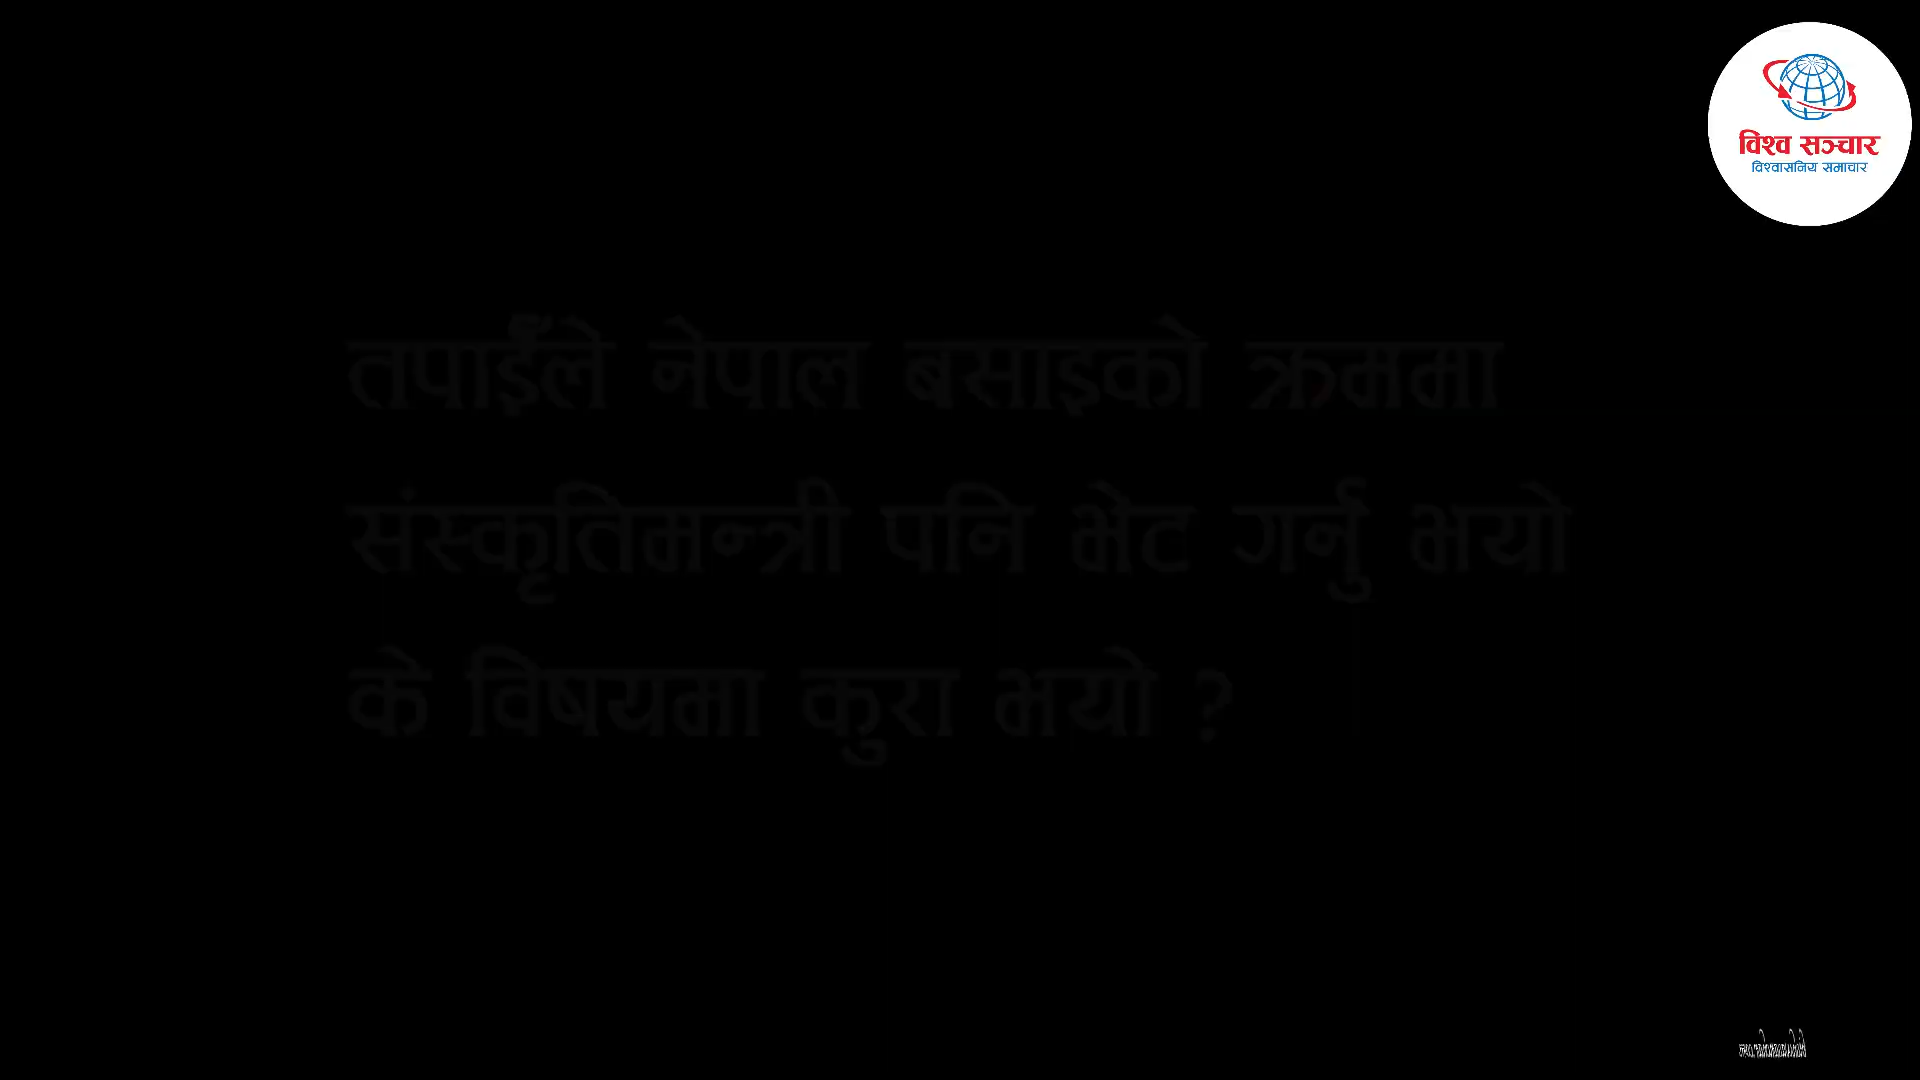 विश्व सञ्चार
विश्वासनिय समाचार
तपाईँले नेपाल बसाइको क्रममा
संस्कृतिमन्त्री पनि भेट गर्नु भयो
के विषयमा कुरा भयो ?